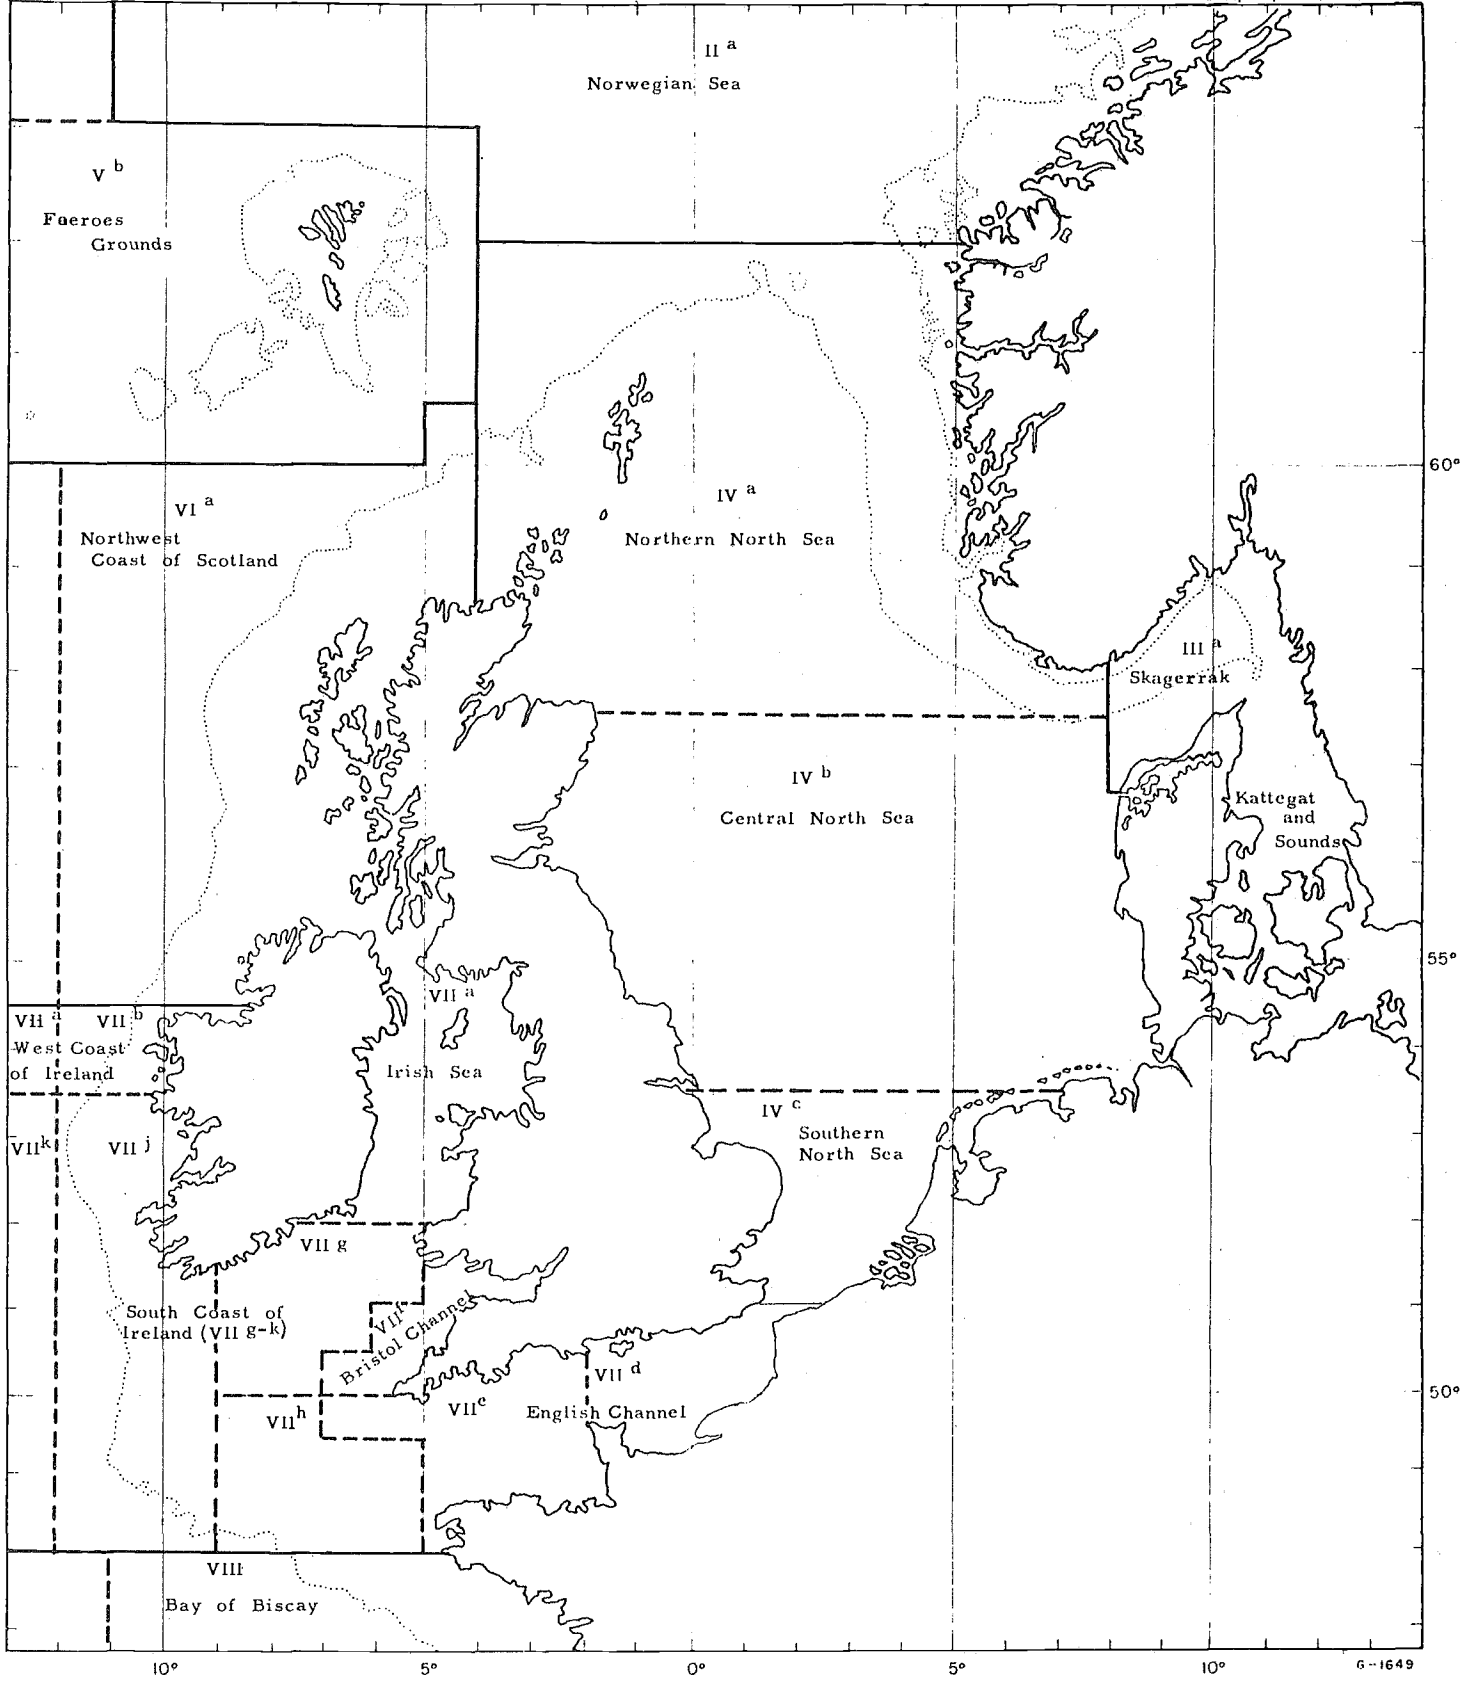 II a
Norwegian Sea
V b
Faeroes
Grounds
60°
VI a
Northwest
Coast of Scotland
IV a
Northern North Sea
III a
Skagerrak
IV b
Central North Sea
Kattegat
and
Sounds
55°
VII a
VII a VII b
West Coast
of Ireland
Irish Sea
IV c
Southern
North Sea
VII k
VII j
VII g
South Coast of
Ireland (VII g-k)
VII f
Bristol Channel
VII d
50°
VII h
VII e
English Channel
VIII
Bay of Biscay
10° 5° 0° 5° 10°
G-1649